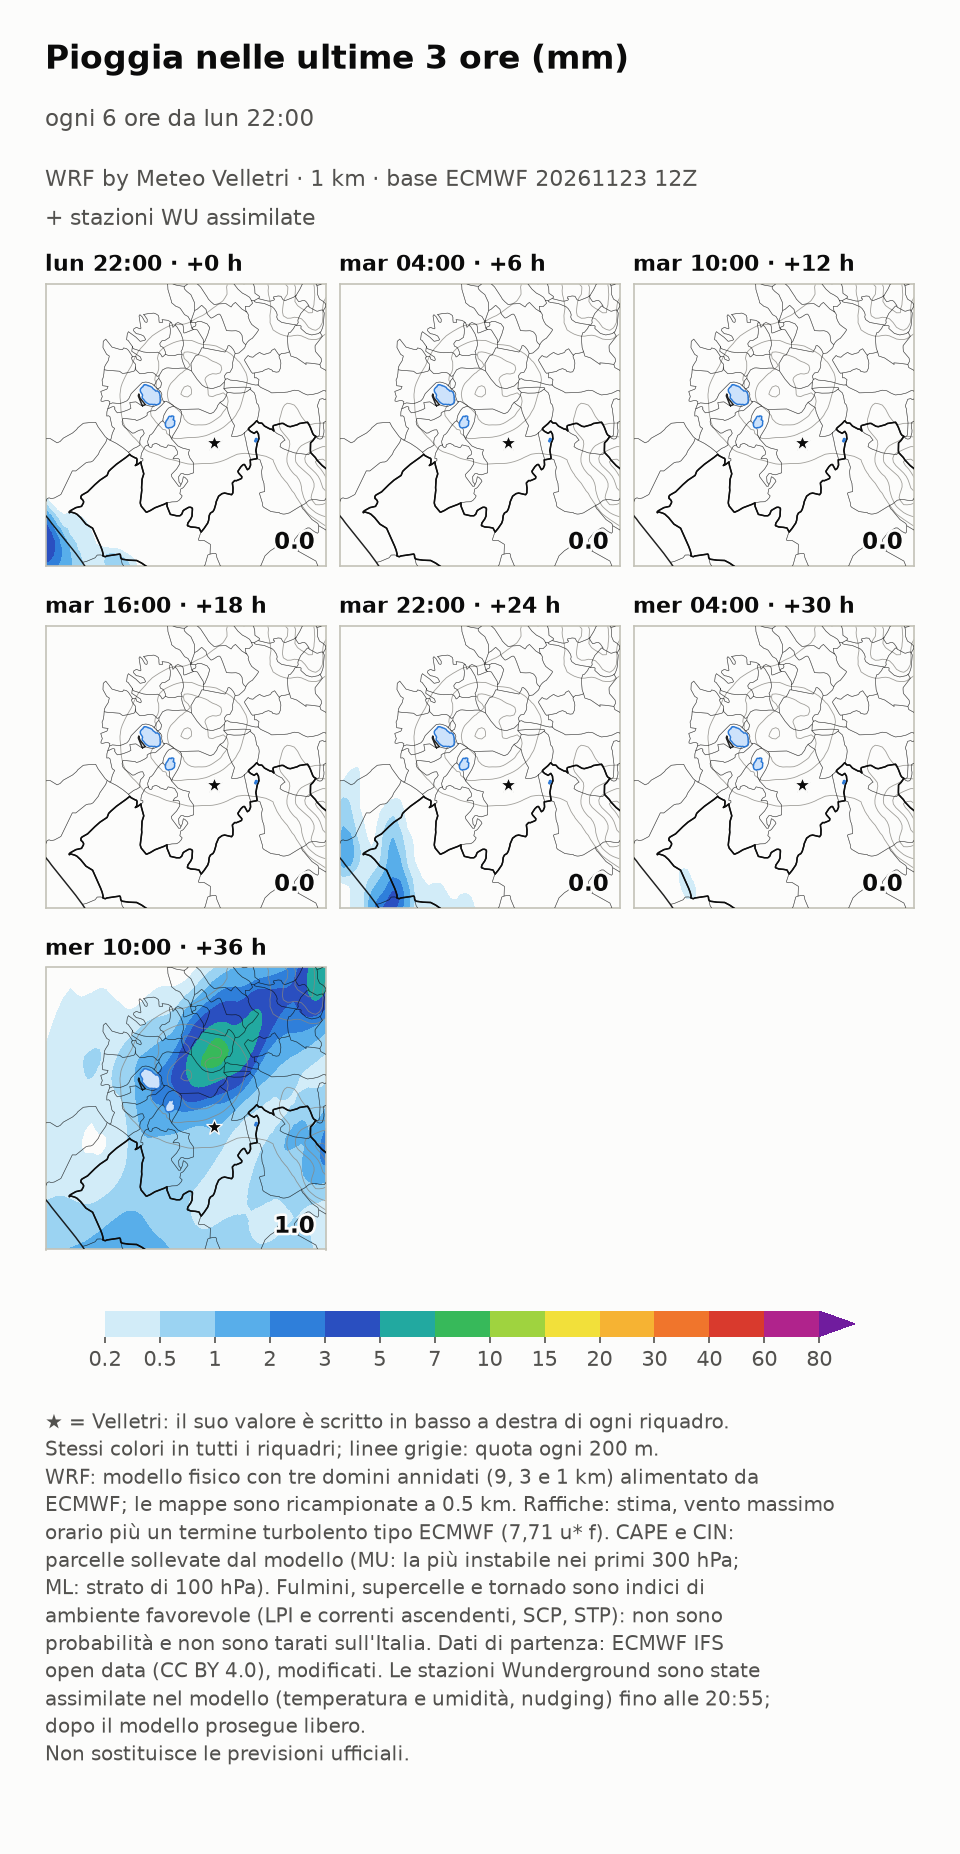 Pioggia nelle ultime 3 ore (mm)
ogni 6 ore da lun 22:00
WRF by Meteo Velletri · 1 km · base ECMWF 20261123 12Z
+ stazioni WU assimilate
lun 22:00 · +0 h
mar 04:00 · +6 h
mar 10:00 · +12 h
0.0
0.0
0.0
mar 16:00 · +18 h
mar 22:00 · +24 h
mer 04:00 · +30 h
0.0
0.0
0.0
mer 10:00 · +36 h
1.0
0.2 0.5 1 2 3 5 7 10 15 20 30 40 60 80
★ = Velletri: il suo valore è scritto in basso a destra di ogni riquadro.
Stessi colori in tutti i riquadri; linee grigie: quota ogni 200 m.
WRF: modello fisico con tre domini annidati (9, 3 e 1 km) alimentato da
ECMWF; le mappe sono ricampionate a 0.5 km. Raffiche: stima, vento massimo
orario più un termine turbolento tipo ECMWF (7,71 u* f). CAPE e CIN:
parcelle sollevate dal modello (MU: la più instabile nei primi 300 hPa;
ML: strato di 100 hPa). Fulmini, supercelle e tornado sono indici di
ambiente favorevole (LPI e correnti ascendenti, SCP, STP): non sono
probabilità e non sono tarati sull'Italia. Dati di partenza: ECMWF IFS
open data (CC BY 4.0), modificati. Le stazioni Wunderground sono state
assimilate nel modello (temperatura e umidità, nudging) fino alle 20:55;
dopo il modello prosegue libero.
Non sostituisce le previsioni ufficiali.